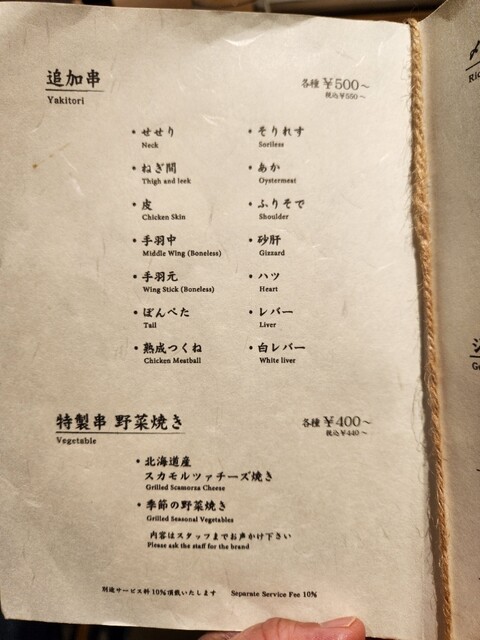 追加串
各種 ¥500～
Yakitori
税込¥550～
・せせり
Neck
・そりれす
Soriless
・ねぎ間
Thigh and leek
・あか
Oystermeat
・皮
Chicken Skin
・ふりそで
Shoulder
・手羽中
Middle Wing (Boneless)
・砂肝
Gizzard
・手羽元
Wing Stick (Boneless)
・ハツ
Heart
・ぼんぺた
Tail
・レバー
Liver
・熟成つくね
Chicken Meatball
・白レバー
White liver
特製串 野菜焼き
各種 ¥400～
Vegetable
税込¥440～
・北海道産
スカモルツァチーズ焼き
Grilled Scamorza Cheese
・季節の野菜焼き
Grilled Seasonal Vegetables
内容はスタッフまでお声かけ下さい
Please ask the staff for the brand
別途サービス料10%頂戴いたします Separate Service Fee 10%